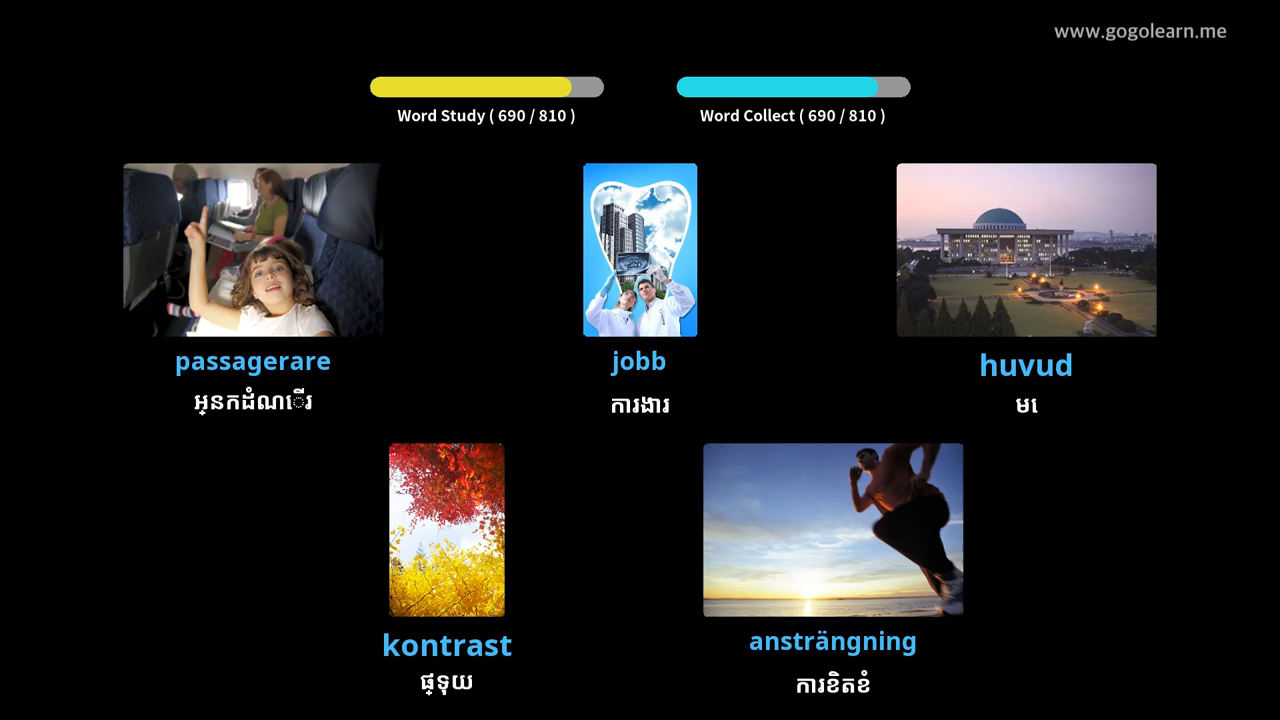 www.gogolearn.me
Word Study ( 690 / 810 )
Word Collect ( 690 / 810 )
passagerare
អ្នកដំណើរ
jobb
ការងារ
huvud
មេ
kontrast
ផ្ទុយ
ansträngning
ការខិតខំ